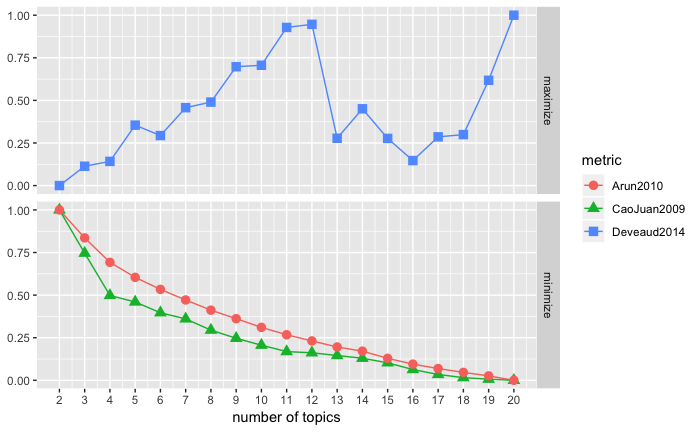 1.00
0.75
0.50
0.25
0.00
maximize
1.00
0.75
0.50
0.25
0.00
minimize
2 3 4 5 6 7 8 9 10 11 12 13 14 15 16 17 18 19 20
number of topics
metric
Arun2010
CaoJuan2009
Deveaud2014